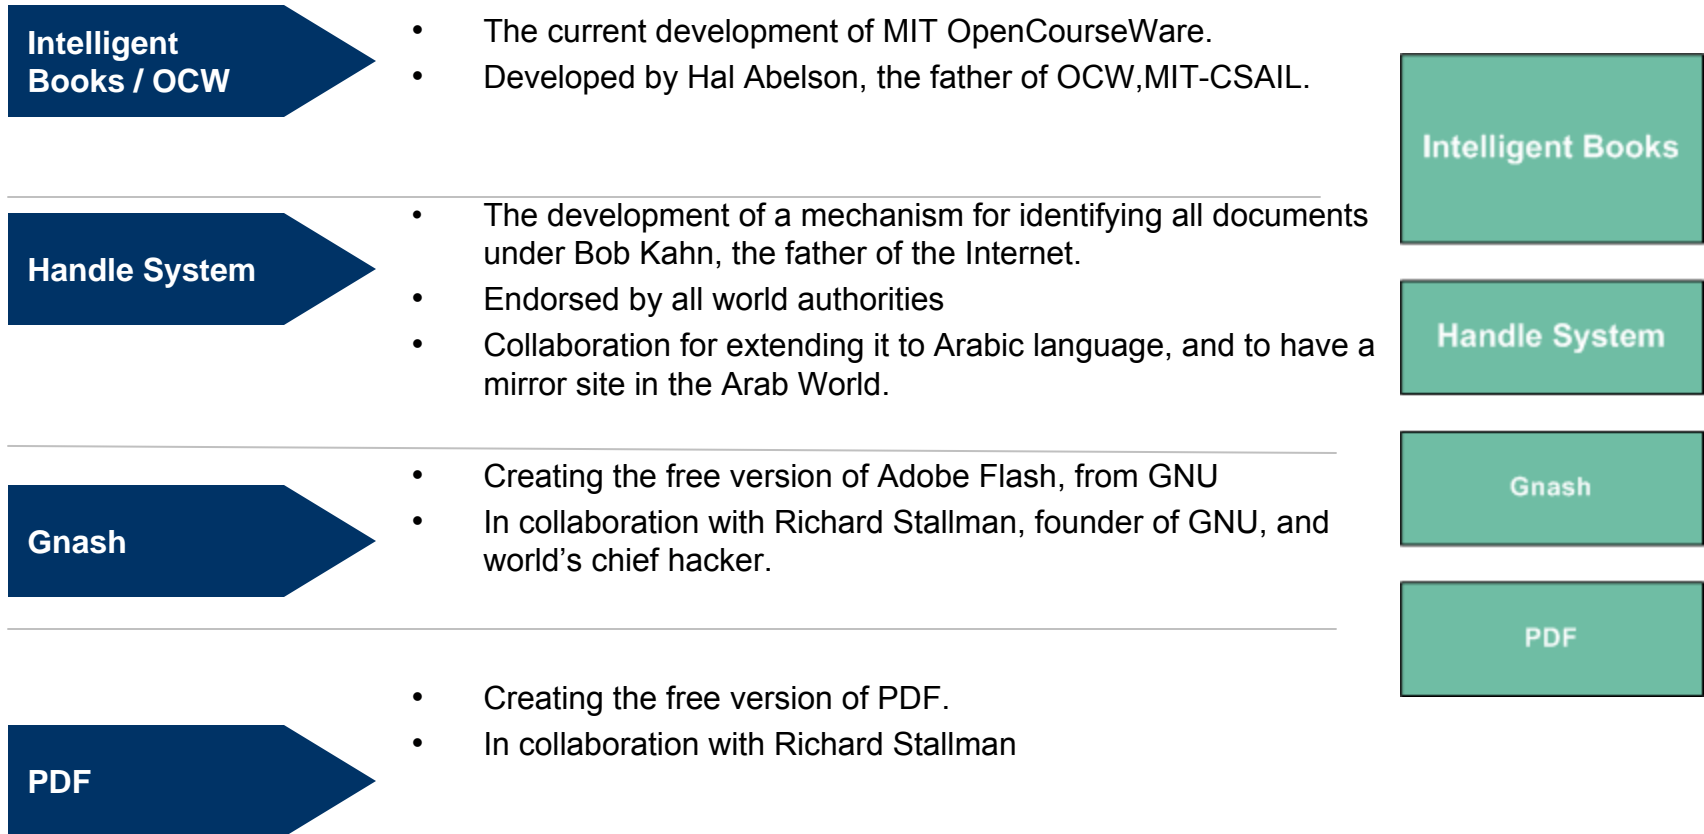 Intelligent
Books / OCW
• The current development of MIT OpenCourseWare.
• Developed by Hal Abelson, the father of OCW,MIT-CSAIL.
Intelligent Books
Handle System
• The development of a mechanism for identifying all documents
under Bob Kahn, the father of the Internet.
• Endorsed by all world authorities
• Collaboration for extending it to Arabic language, and to have a
mirror site in the Arab World.
Handle System
Gnash
• Creating the free version of Adobe Flash, from GNU
• In collaboration with Richard Stallman, founder of GNU, and
world’s chief hacker.
Gnash
PDF
• Creating the free version of PDF.
• In collaboration with Richard Stallman
PDF